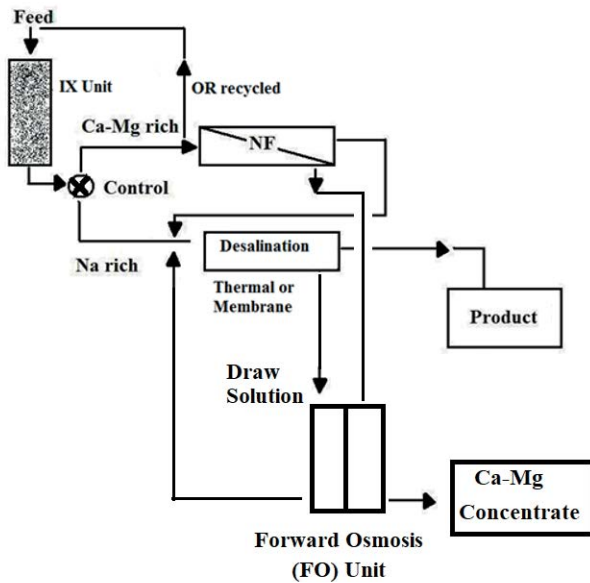 Feed
IX Unit
OR recycled
Ca-Mg rich
NF
Control
Desalination
Na rich
Thermal or
Membrane
Product
Draw
Solution
Ca-Mg
Concentrate
Forward Osmosis
(FO) Unit